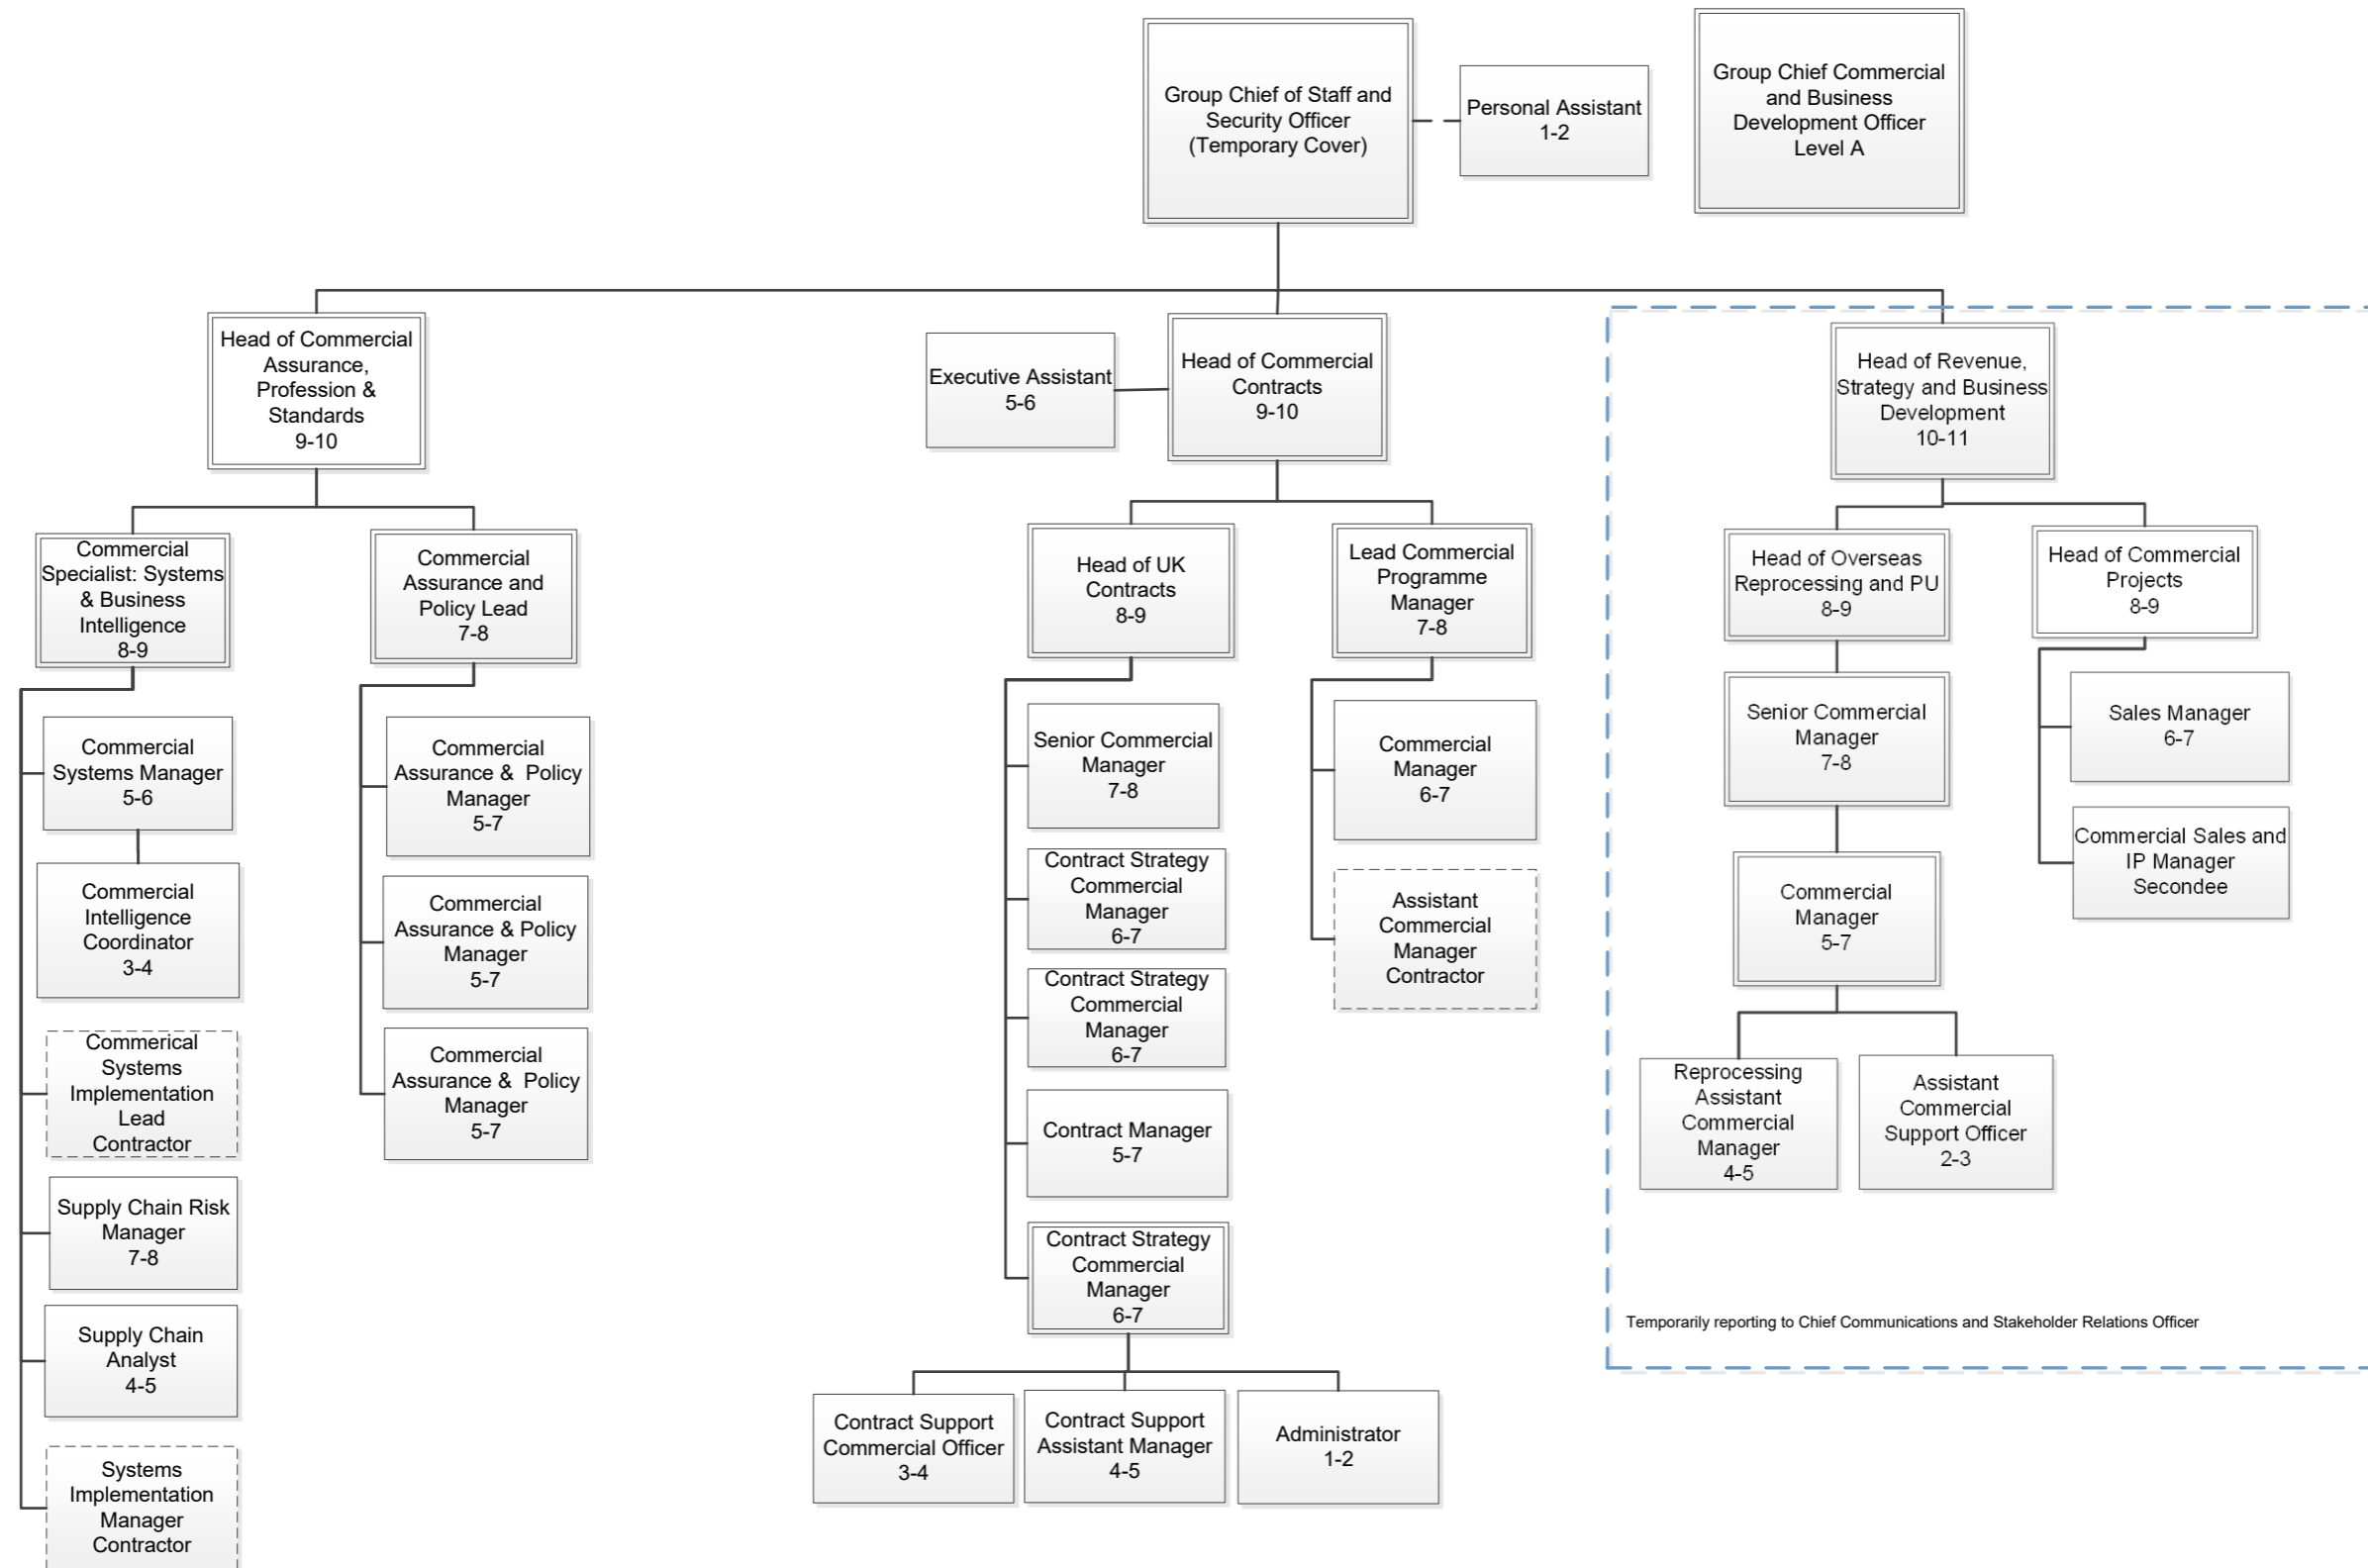 Group Chief of Staff and
Security Officer
(Temporary Cover)
Personal Assistant
1-2
Group Chief Commercial
and Business
Development Officer
Level A
Head of Commercial
Assurance,
Profession &
Standards
9-10
Executive Assistant
5-6
Head of Commercial
Contracts
9-10
Head of Revenue,
Strategy and Business
Development
10-11
Commercial
Specialist: Systems
& Business
Intelligence
8-9
Commercial
Assurance and
Policy Lead
7-8
Head of UK
Contracts
8-9
Lead Commercial
Programme
Manager
7-8
Head of Overseas
Reprocessing and PU
8-9
Head of Commercial
Projects
8-9
Commercial
Systems Manager
5-6
Commercial
Intelligence
Coordinator
3-4
Commerical
Systems
Implementation
Lead
Contractor
Supply Chain Risk
Manager
7-8
Supply Chain
Analyst
4-5
Systems
Implementation
Manager
Contractor
Commercial
Assurance &  Policy
Manager
5-7
Commercial
Assurance & Policy
Manager
5-7
Commercial
Assurance &  Policy
Manager
5-7
Senior Commercial
Manager
7-8
Contract Strategy
Commercial
Manager
6-7
Contract Strategy
Commercial
Manager
6-7
Contract Manager
5-7
Contract Strategy
Commercial
Manager
6-7
Contract Support
Commercial Officer
3-4
Contract Support
Assistant Manager
4-5
Administrator
1-2
Commercial
Manager
6-7
Assistant
Commercial
Manager
Contractor
Senior Commercial
Manager
7-8
Commercial
Manager
5-7
Reprocessing
Assistant
Commercial
Manager
4-5
Assistant
Commercial
Support Officer
2-3
Sales Manager
6-7
Commercial Sales and
IP Manager
Secondee
Temporarily reporting to Chief Communications and Stakeholder Relations Officer